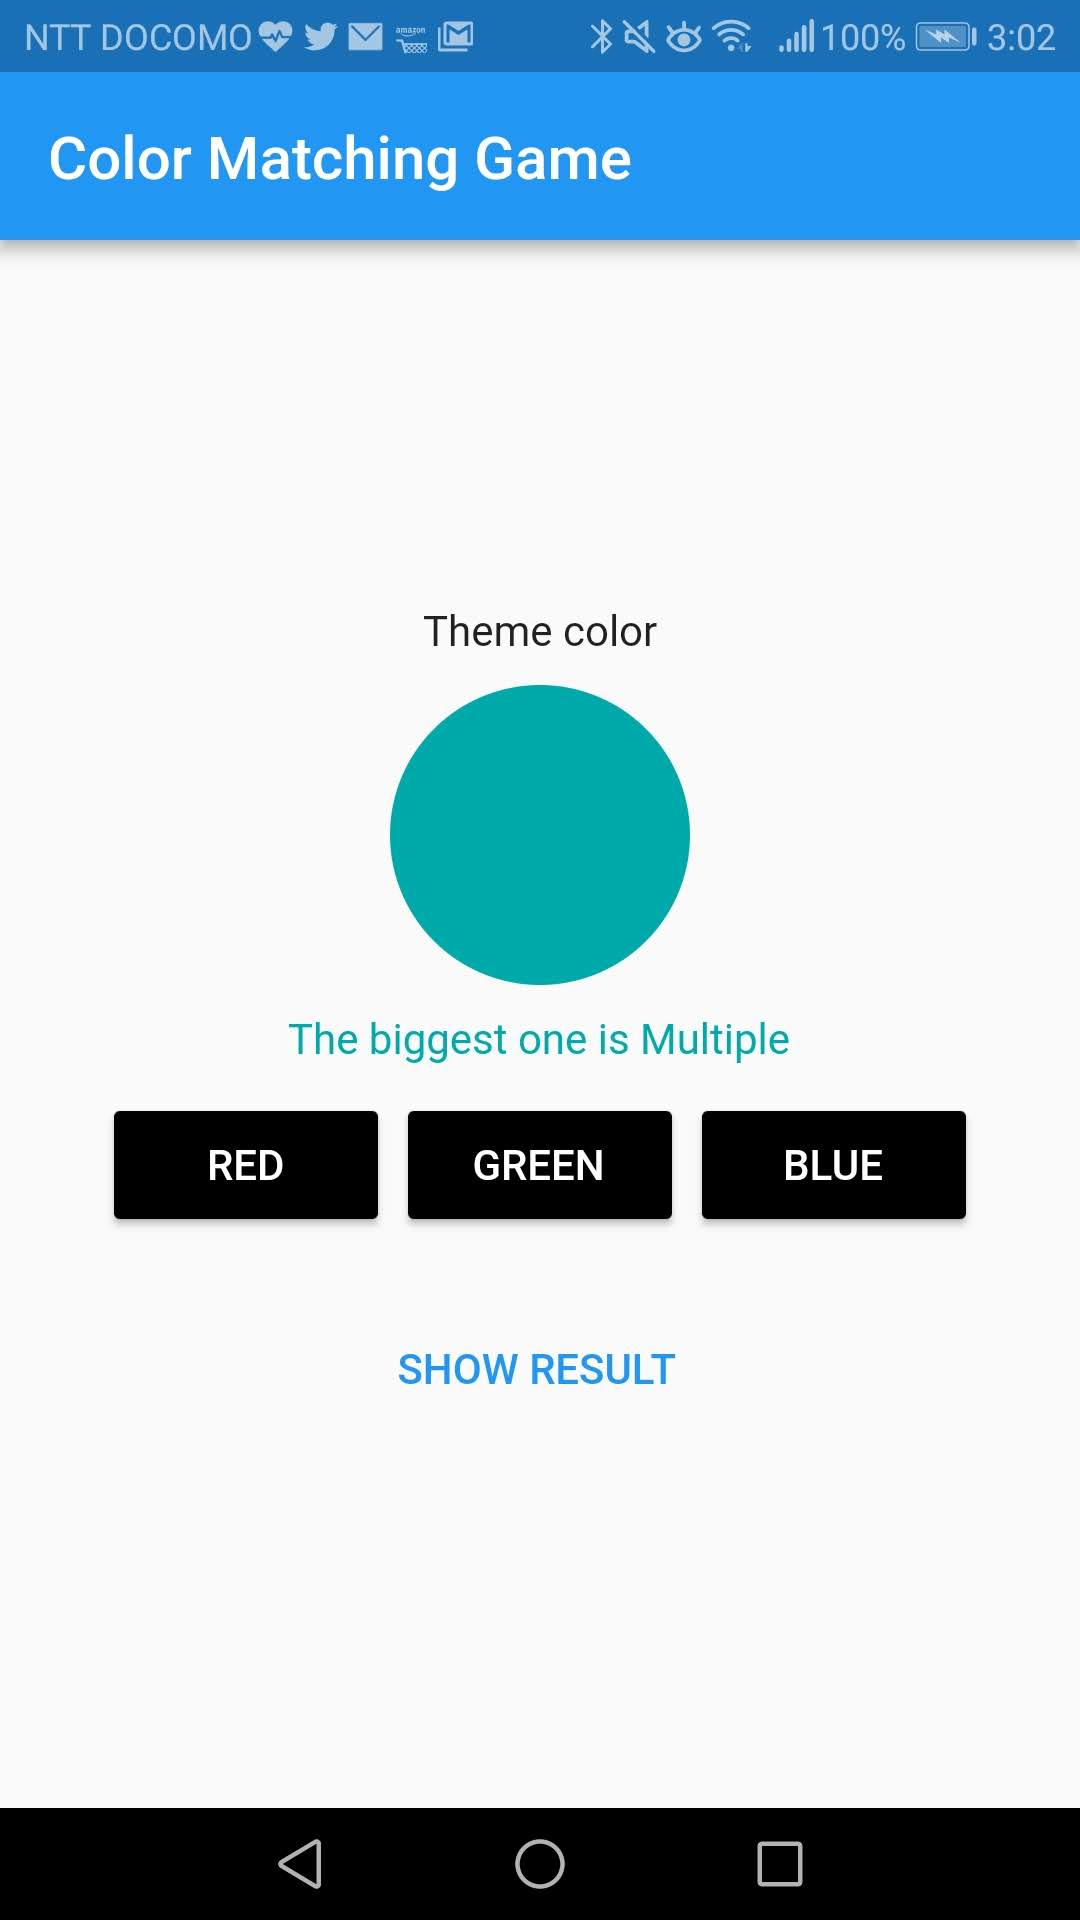 NTT DOCOMO 100% 3:02
Color Matching Game
Theme color
The biggest one is Multiple
RED GREEN BLUE
SHOW RESULT